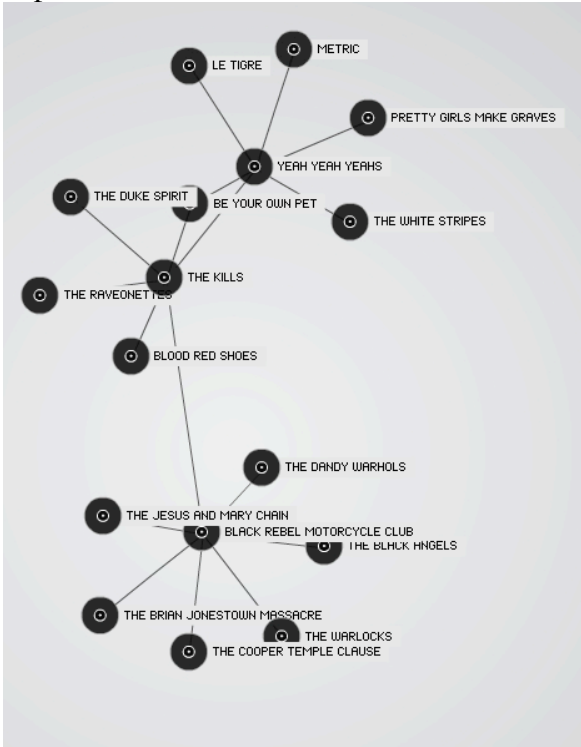 METRIC
LE TIGRE
PRETTY GIRLS MAKE GRAVES
YEAH YEAH YEAHS
THE DUKE SPIRIT
BE YOUR OWN PET
THE WHITE STRIPES
THE KILLS
THE RAVEONETTES
BLOOD RED SHOES
THE DANDY WARHOLS
THE JESUS AND MARY CHAIN
BLACK REBEL MOTORCYCLE CLUB
THE BLACK ANGELS
THE BRIAN JONESTOWN MASSACRE
THE WARLOCKS
THE COOPER TEMPLE CLAUSE